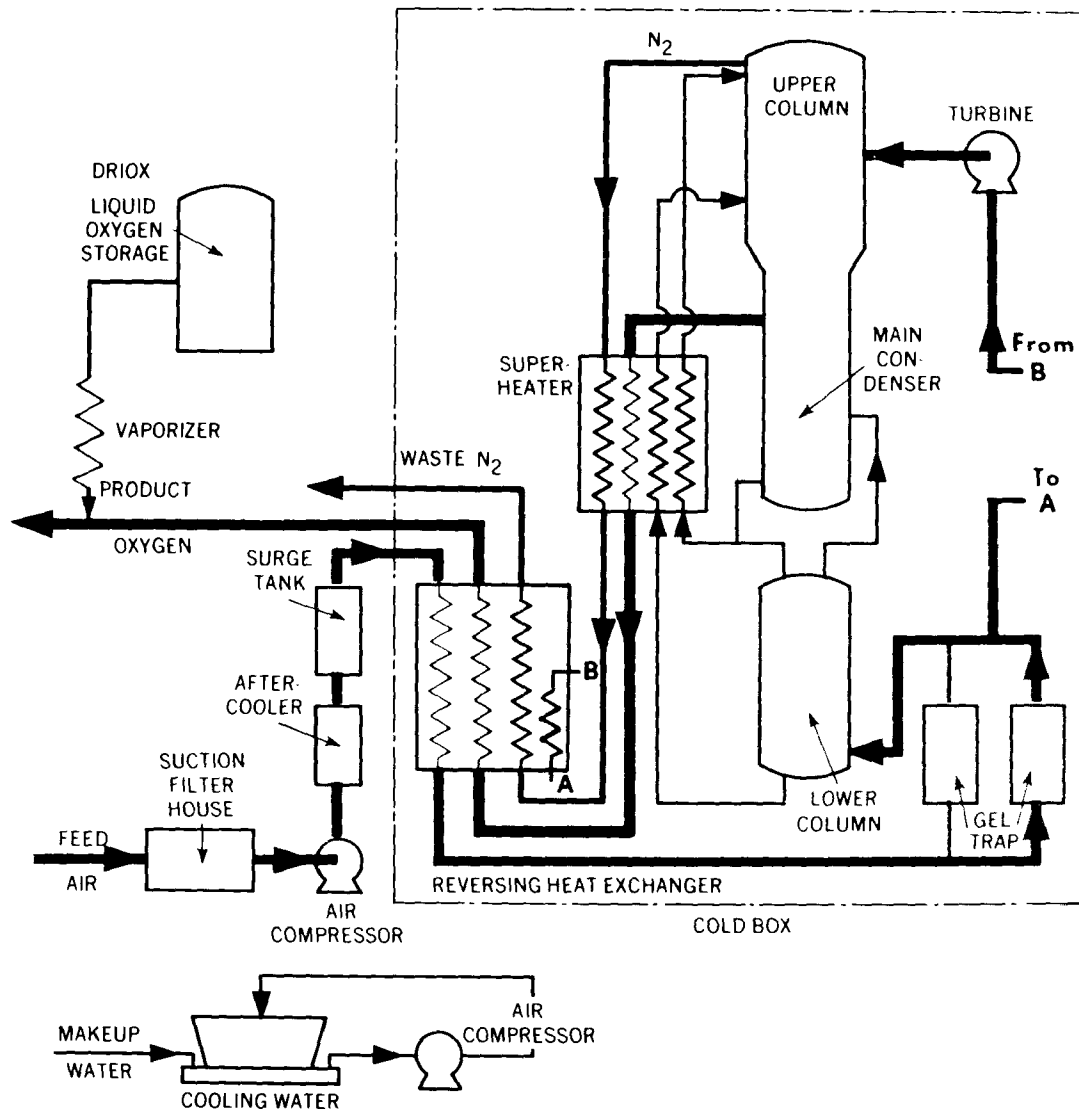 N2
UPPER
COLUMN
TURBINE
DRIOX
LIQUID
OXYGEN
STORAGE
From
B
MAIN
CON-
DENSER
SUPER-
HEATER
VAPORIZER
WASTE N2
PRODUCT
OXYGEN
To
A
SURGE
TANK
AFTER-
COOLER
B
A
SUCTION
FILTER
HOUSE
LOWER
COLUMN
GEL
TRAP
FEED
AIR
REVERSING HEAT EXCHANGER
AIR
COMPRESSOR
COLD BOX
AIR
COMPRESSOR
MAKEUP
WATER
COOLING WATER